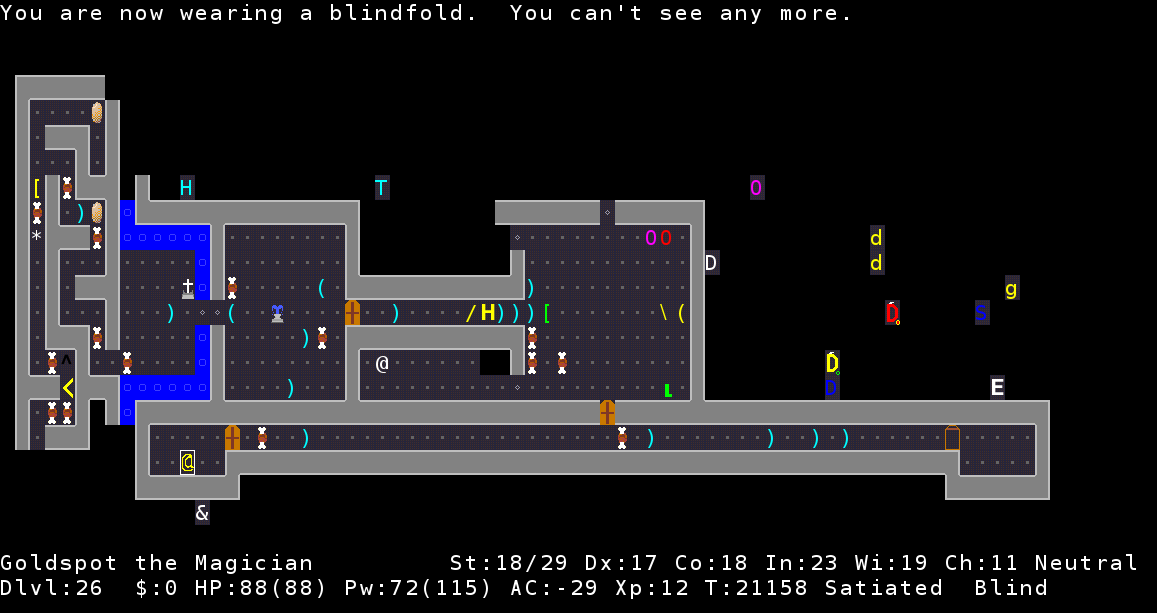 You are now wearing a blindfold.  You can't see any more.
H T O
[
) O O d
* D d
† ( ) g
) ( / H ) ) ) [ \ ( D s
)
^ @ D
< ) D E
) ) ) ) )
@
&
Goldspot the Magician St:18/29 Dx:17 Co:18 In:23 Wi:19 Ch:11 Neutral
Dlvl:26 $:0 HP:88(88) Pw:72(115) AC:-29 Xp:12 T:21158 Satiated Blind